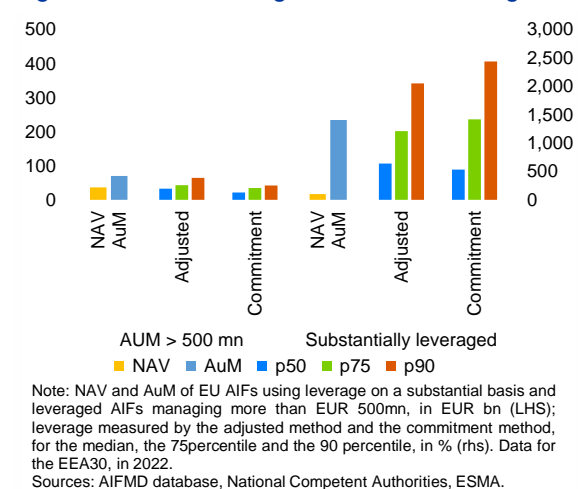 500
400
300
200
100
0
3,000
2,500
2,000
1,500
1,000
500
0
NAV
AuM
Adjusted
Commitment
NAV
AuM
Adjusted
Commitment
AUM > 500 mn
Substantially leveraged
NAV AuM p50 p75 p90
Note: NAV and AuM of EU AIFs using leverage on a substantial basis and
leveraged AIFs managing more than EUR 500mn, in EUR bn (LHS);
leverage measured by the adjusted method and the commitment method,
for the median, the 75percentile and the 90 percentile, in % (rhs). Data for
the EEA30, in 2022.
Sources: AIFMD database, National Competent Authorities, ESMA.